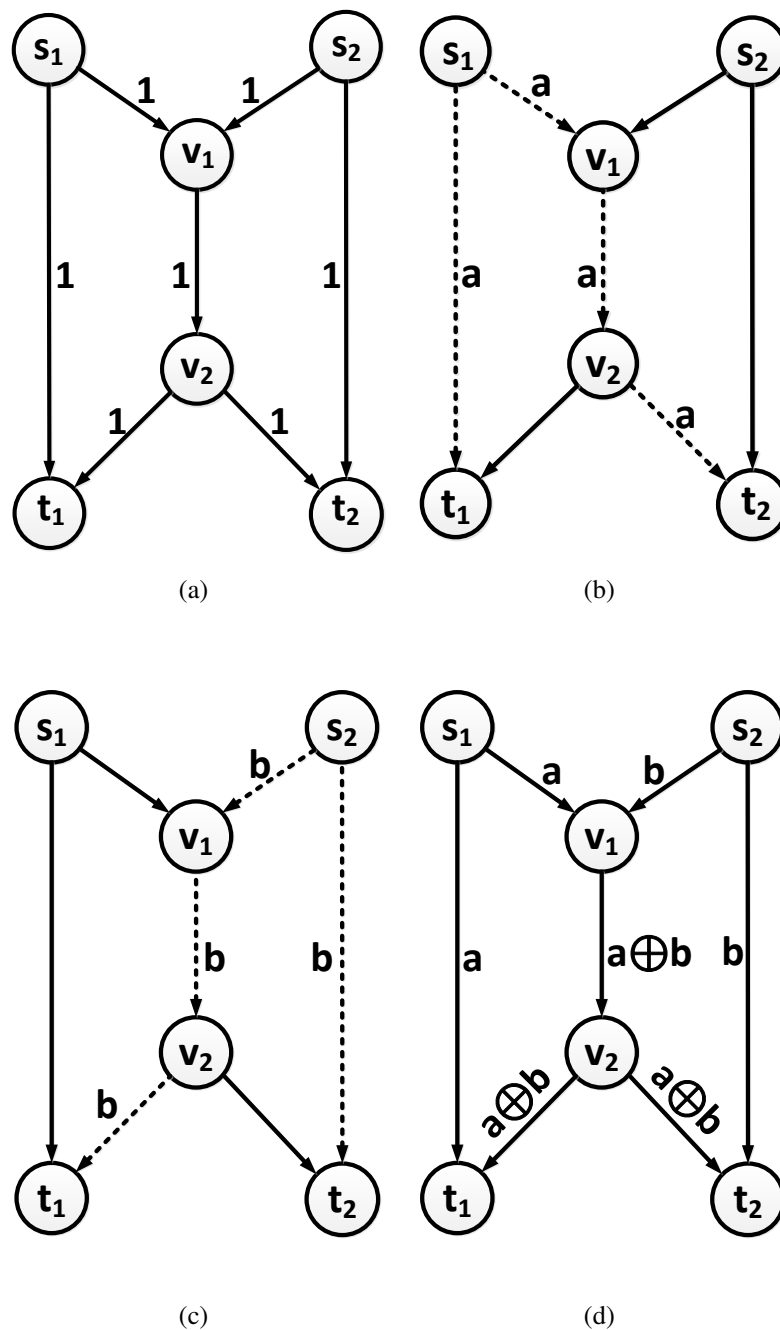 s1 s2 s1 s2
1 1 a
v1 v1
1 1 1 a a
v2 v2
1 1 a
t1 t2 t1 t2
(a) (b)
s1 s2 s1 s2
b a b
v1 v1
b b a a⊕b b
v2 v2
b a⊕b a⊕b
t1 t2 t1 t2
(c) (d)